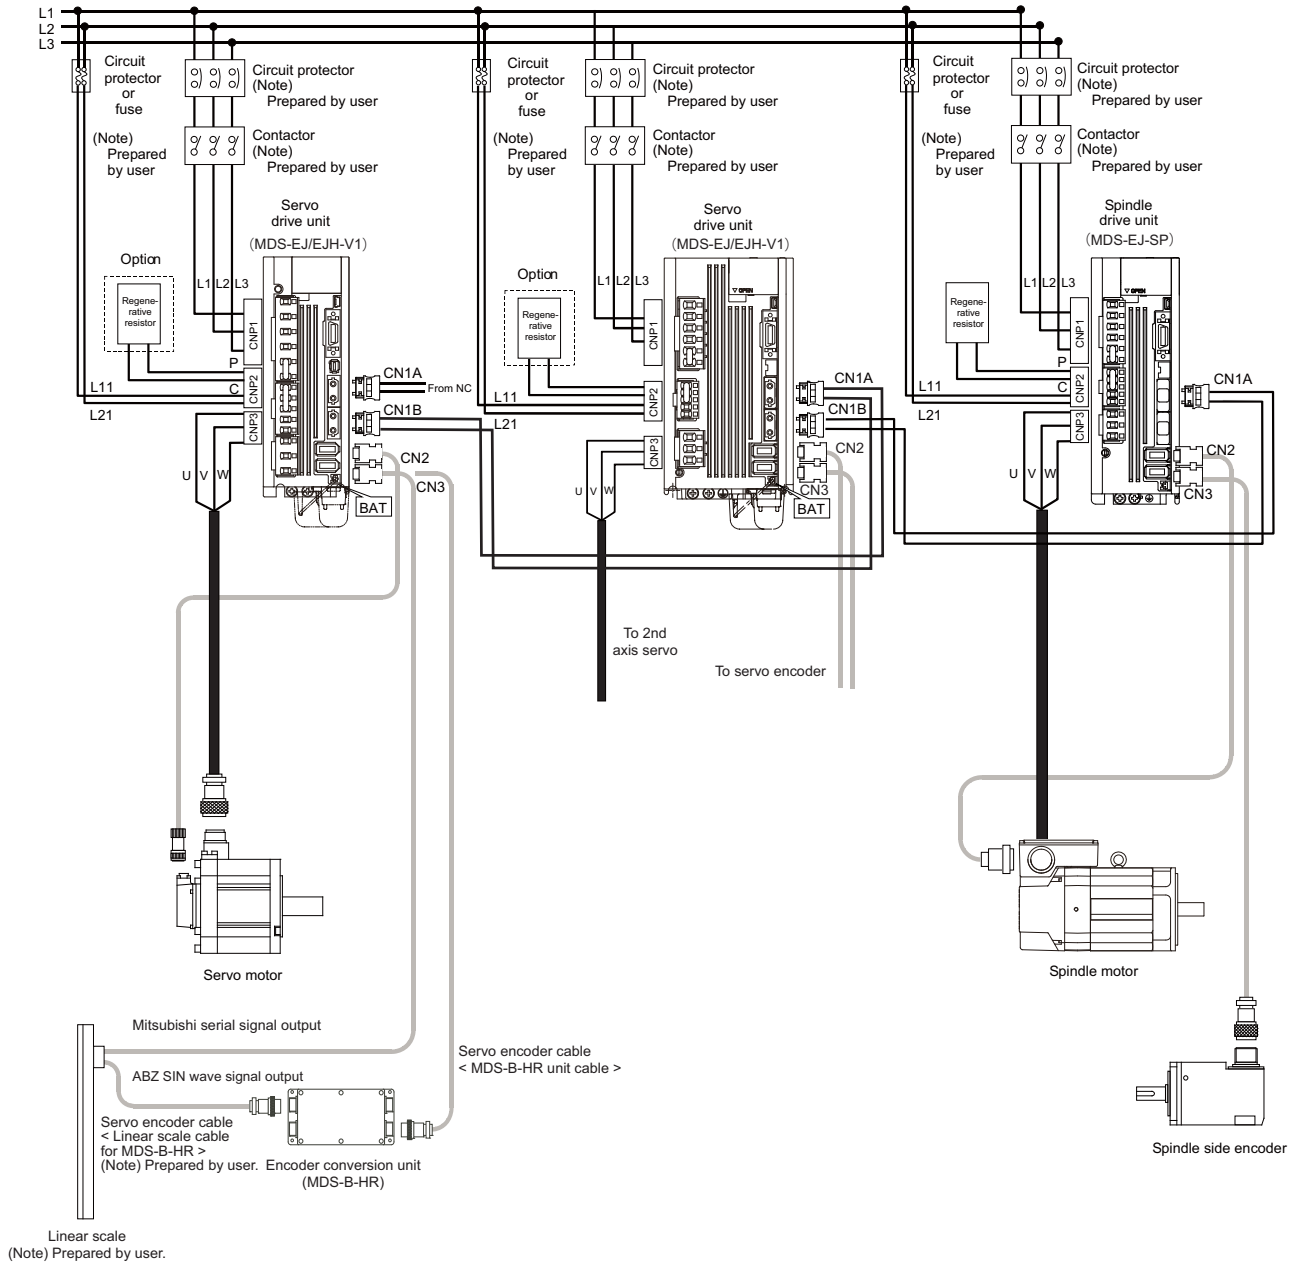 L1
L2
L3
Circuit
protector
or
fuse
(Note)
Prepared
by user
Circuit protector
(Note)
Prepared by user
Contactor
(Note)
Prepared by user
Servo
drive unit
(MDS-EJ/EJH-V1)
Option
Regene-
rative
resistor
L1 L2 L3
CNP1
P
CNP2
C
CNP3
L11
L21
U V W
CN1A
From NC
CN1B
CN2
CN3
BAT
Circuit
protector
or
fuse
(Note)
Prepared
by user
Circuit protector
(Note)
Prepared by user
Contactor
(Note)
Prepared by user
Servo
drive unit
(MDS-EJ/EJH-V1)
Option
Regene-
rative
resistor
L1 L2 L3
▽ OPEN
CNP1
CNP2
CNP3
L11
L21
U V W
CN1A
CN1B
CN2
CN3
BAT
To 2nd
axis servo
To servo encoder
Circuit
protector
or
fuse
(Note)
Prepared
by user
Circuit protector
(Note)
Prepared by user
Contactor
(Note)
Prepared by user
Spindle
drive unit
(MDS-EJ-SP)
Regene-
rative
resistor
L1 L2 L3
▽ OPEN
CNP1
P
CNP2
C
CNP3
L11
L21
U V W
CN1A
CN2
CN3
Servo motor
Spindle motor
Mitsubishi serial signal output
ABZ SIN wave signal output
Servo encoder cable
< MDS-B-HR unit cable >
Servo encoder cable
< Linear scale cable
for MDS-B-HR >
(Note) Prepared by user.
Encoder conversion unit
(MDS-B-HR)
Spindle side encoder
Linear scale
(Note) Prepared by user.